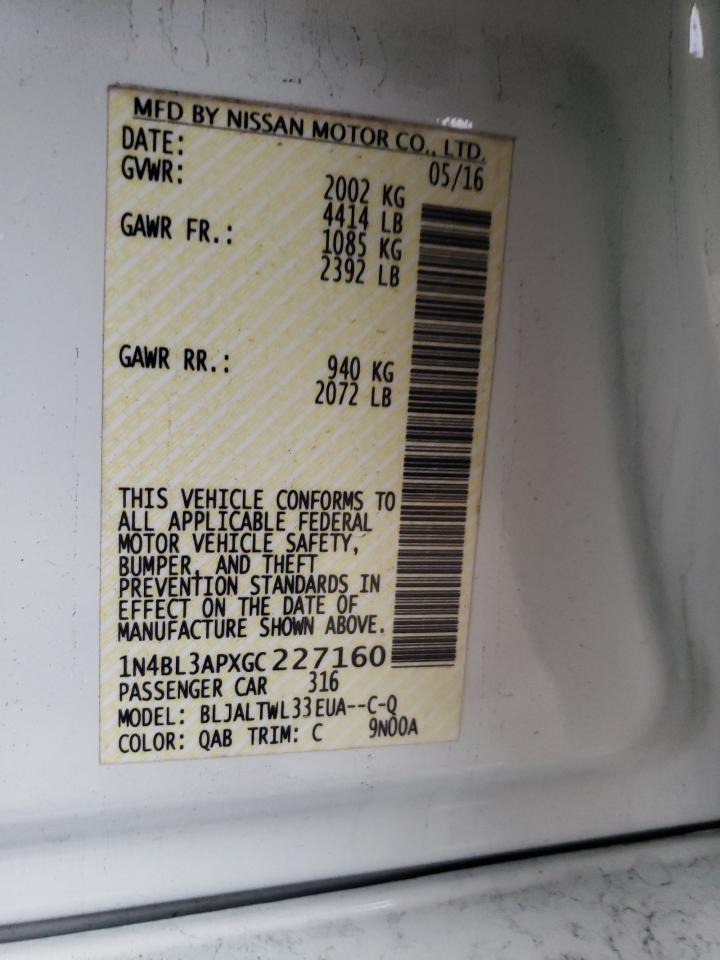 MFD BY NISSAN MOTOR CO., LTD.
DATE: 05/16
GVWR: 2002 KG
4414 LB
GAWR FR.: 1085 KG
2392 LB
GAWR RR.: 940 KG
2072 LB
THIS VEHICLE CONFORMS TO
ALL APPLICABLE FEDERAL
MOTOR VEHICLE SAFETY,
BUMPER, AND THEFT
PREVENTION STANDARDS IN
EFFECT ON THE DATE OF
MANUFACTURE SHOWN ABOVE.
1N4BL3APXGC227160
PASSENGER CAR 316
MODEL: BLJALTWL33EUA--C-Q
COLOR: QAB TRIM: C 9N00A